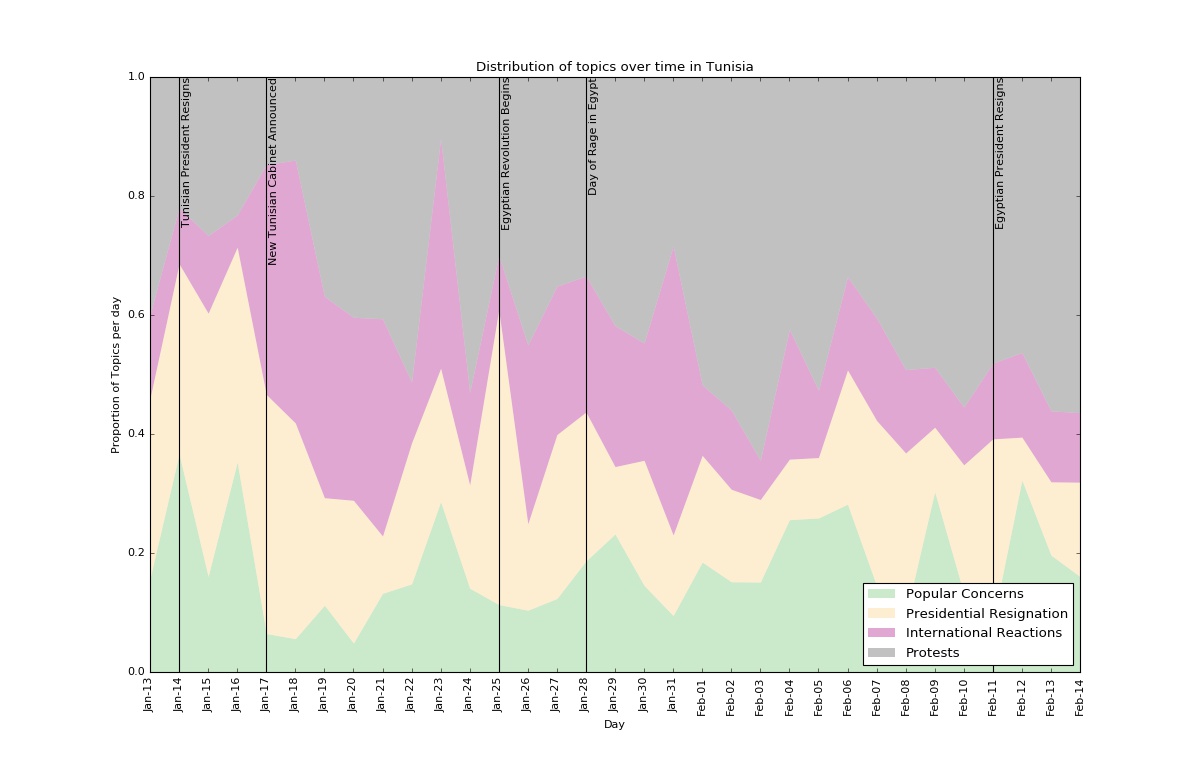 Distribution of topics over time in Tunisia
1.0
0.8
0.6
0.4
0.2
0.0
Proportion of Topics per day
Tunisian President Resigns
New Tunisian Cabinet Announced
Egyptian Revolution Begins
Day of Rage in Egypt
Egyptian President Resigns
Popular Concerns
Presidential Resignation
International Reactions
Protests
Jan-13
Jan-14
Jan-15
Jan-16
Jan-17
Jan-18
Jan-19
Jan-20
Jan-21
Jan-22
Jan-23
Jan-24
Jan-25
Jan-26
Jan-27
Jan-28
Jan-29
Jan-30
Jan-31
Feb-01
Feb-02
Feb-03
Feb-04
Feb-05
Feb-06
Feb-07
Feb-08
Feb-09
Feb-10
Feb-11
Feb-12
Feb-13
Feb-14
Day